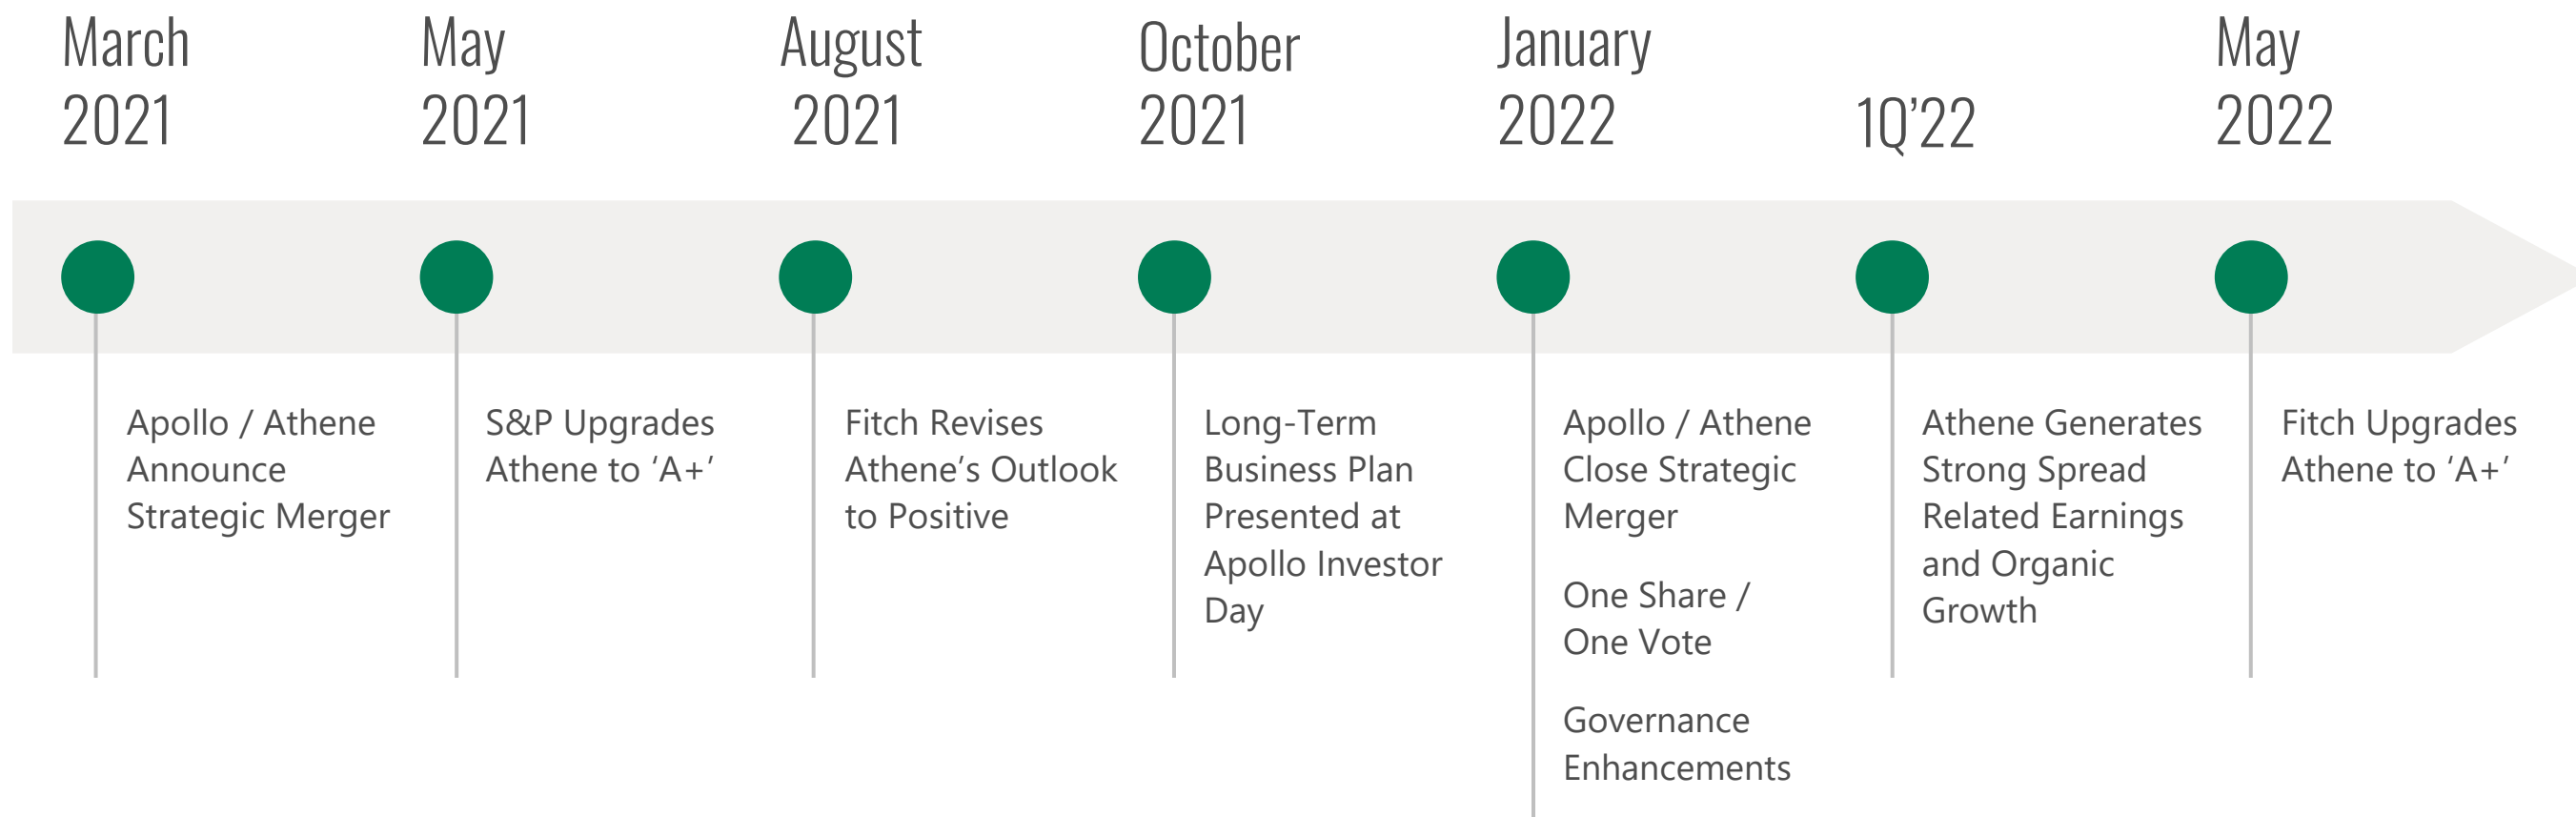 March
2021
May
2021
August
2021
October
2021
January
2022
1Q’22
May
2022
Apollo / Athene
Announce
Strategic Merger
S&P Upgrades
Athene to ‘A+’
Fitch Revises
Athene’s Outlook
to Positive
Long-Term
Business Plan
Presented at
Apollo Investor
Day
Apollo / Athene
Close Strategic
Merger
One Share /
One Vote
Governance
Enhancements
Athene Generates
Strong Spread
Related Earnings
and Organic
Growth
Fitch Upgrades
Athene to ‘A+’